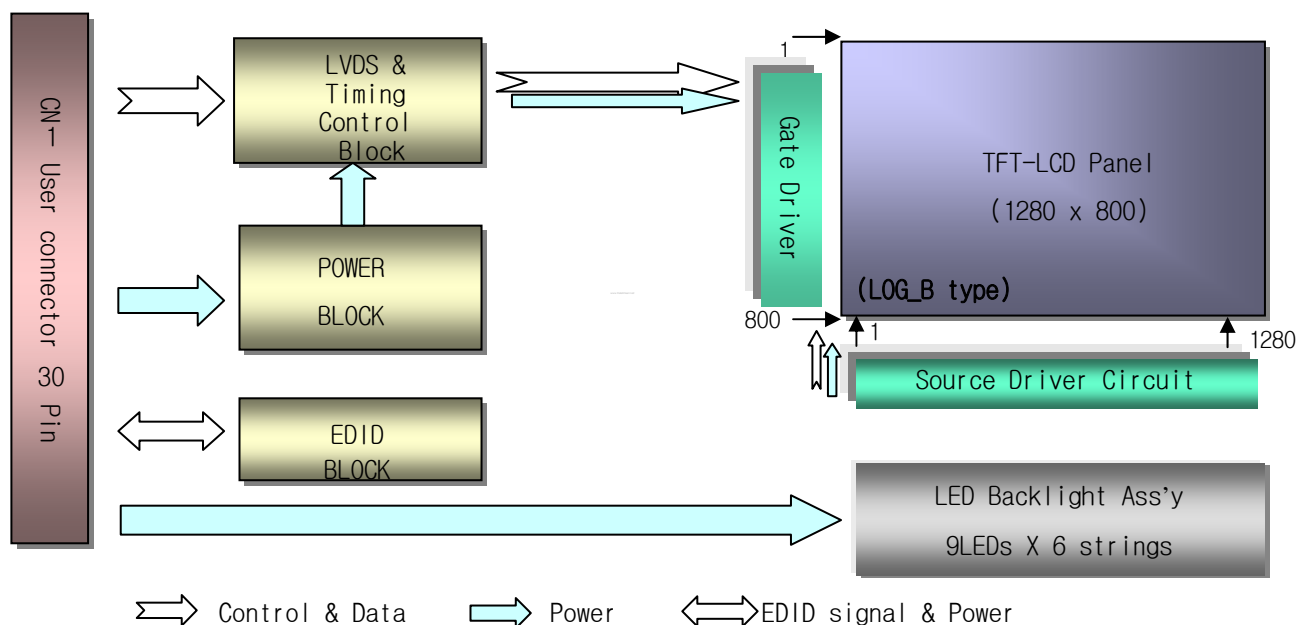 CN-1 User connector 30 Pin
LVDS &
Timing
Control
Block
POWER
BLOCK
EDID
BLOCK
1
Gate Driver
800
TFT-LCD Panel
(1280 x 800)
(LOG_B type)
1
1280
Source Driver Circuit
LED Backlight Ass’y
9LEDs X 6 strings
Control & Data
Power
EDID signal & Power